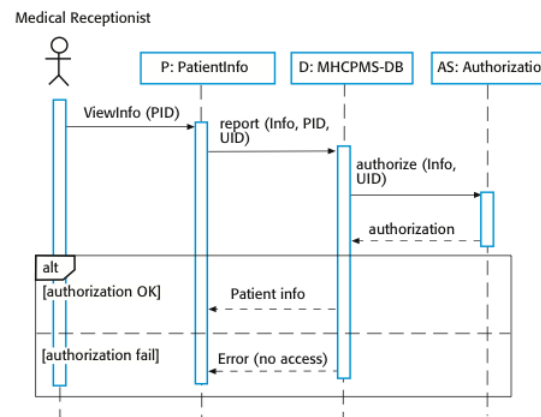 Medical Receptionist
P: PatientInfo
D: MHCPMS-DB
AS: Authorizatio
ViewInfo (PID)
report (Info, PID,
UID)
authorize (Info,
UID)
authorization
alt
[authorization OK]
Patient info
[authorization fail]
Error (no access)